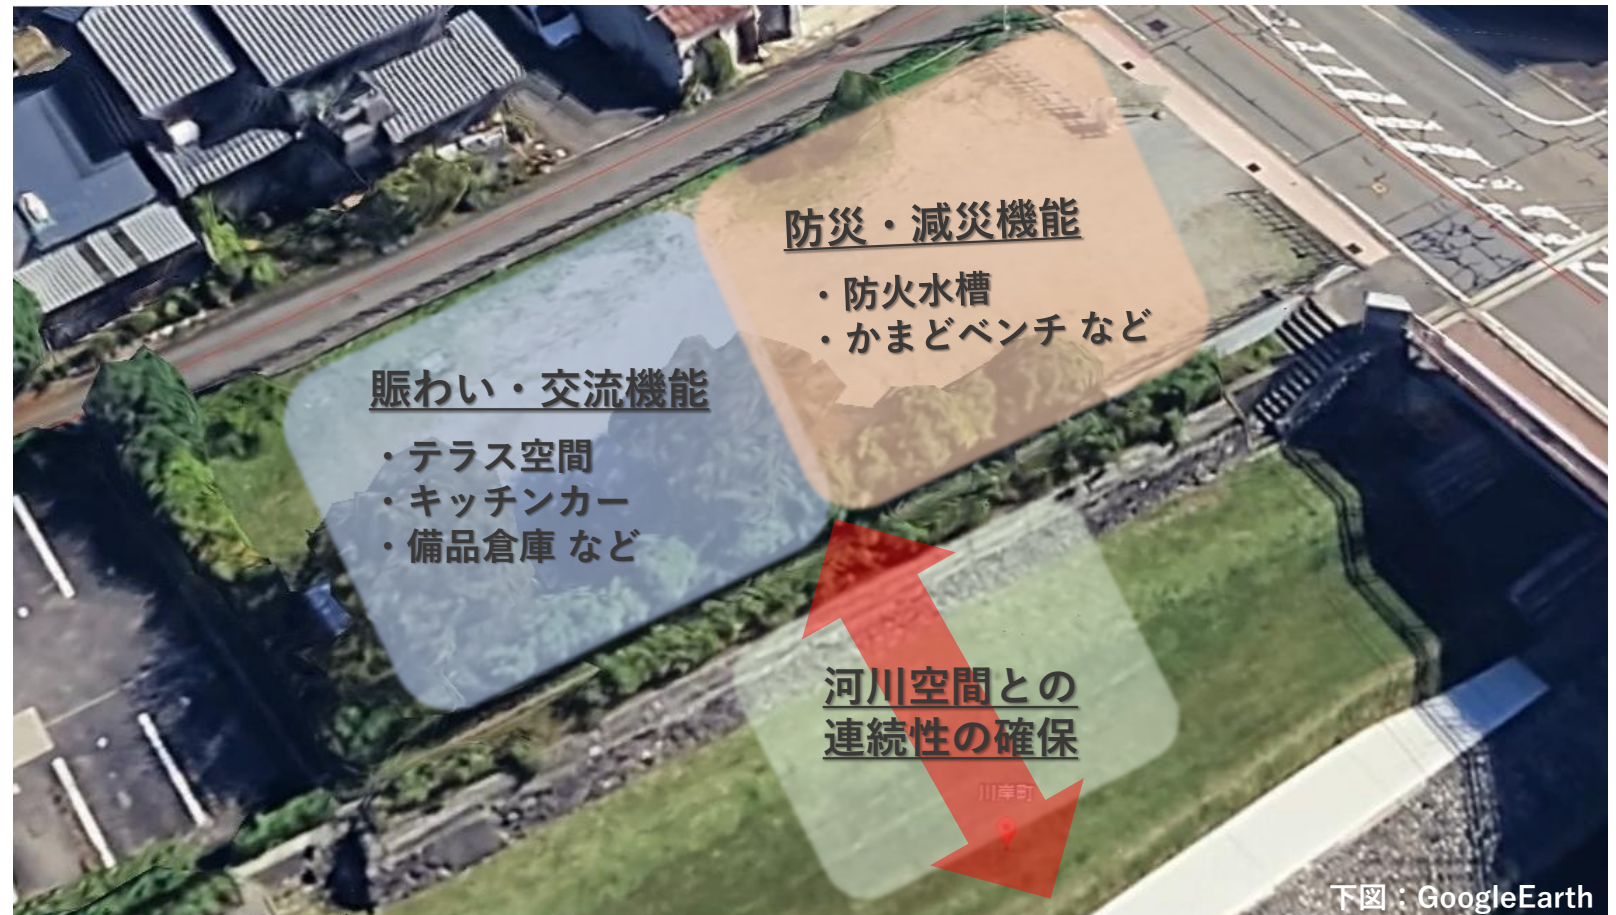 防災・減災機能
・防火水槽
・かまどベンチ など
賑わい・交流機能
・テラス空間
・キッチンカー
・備品倉庫 など
河川空間との
連続性の確保
川岸町
下図：GoogleEarth